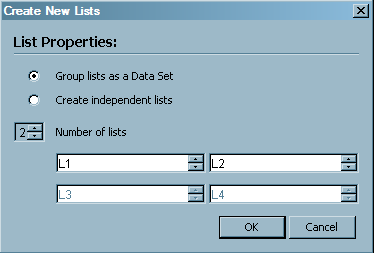 Create New Lists
List Properties:
Group lists as a Data Set
Create independent lists
2 Number of lists
L1 L2
L3 L4
OK Cancel